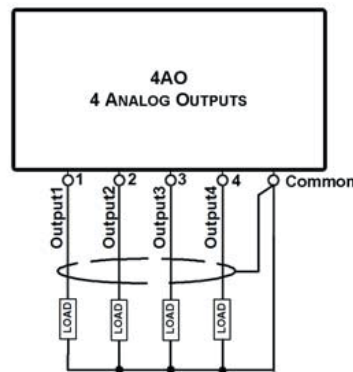 4AO
4 ANALOG OUTPUTS
1 2 3 4 Common
Output1 Output2 Output3 Output4
LOAD LOAD LOAD LOAD